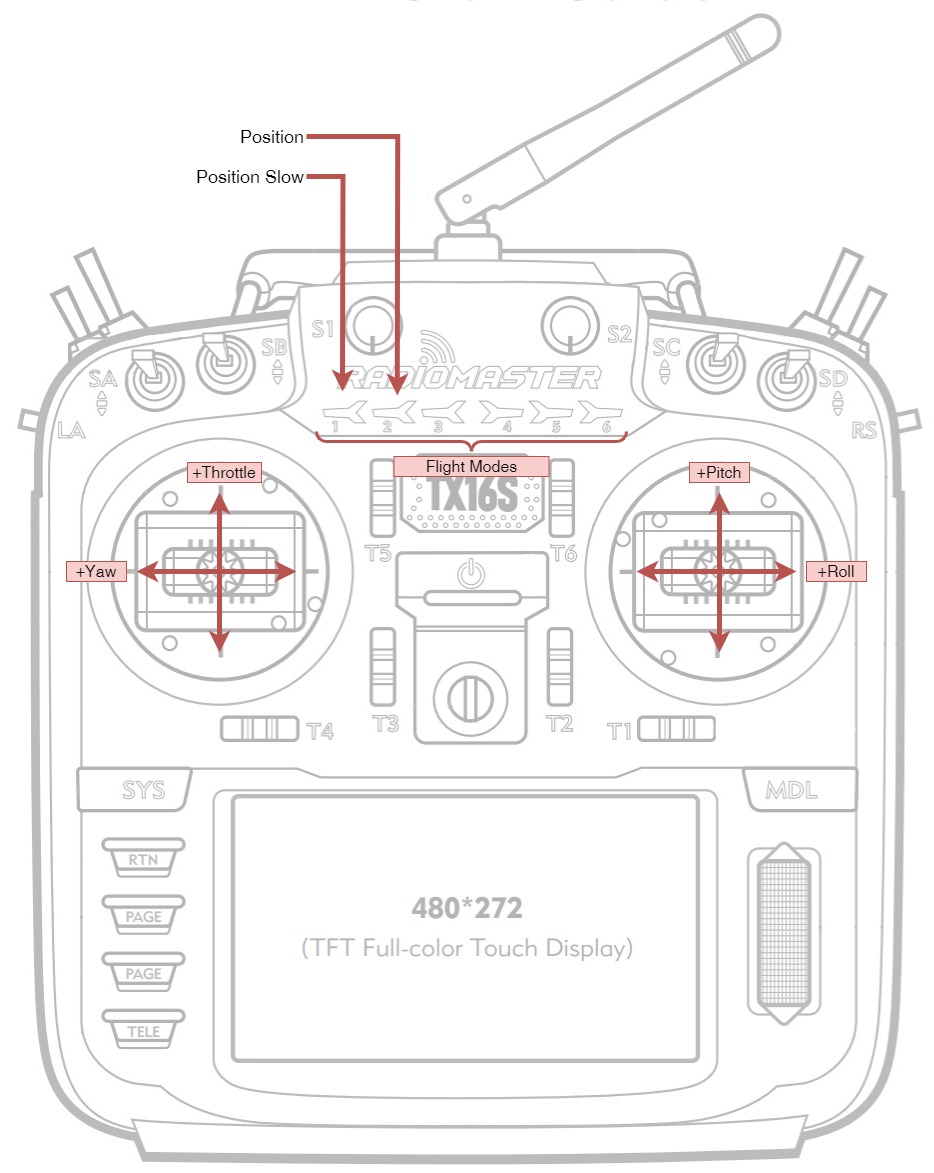 Position
Position Slow
S1
S2
SB
SC
SA
SD
RADIOMASTER
1 2 3 4 5 6
LA
RS
Flight Modes
+Throttle
+Pitch
TX16S
T5
T6
+Yaw
+Roll
T3
T2
T4
T1
SYS
MDL
RTN
PAGE
PAGE
TELE
480*272
(TFT Full-color Touch Display)